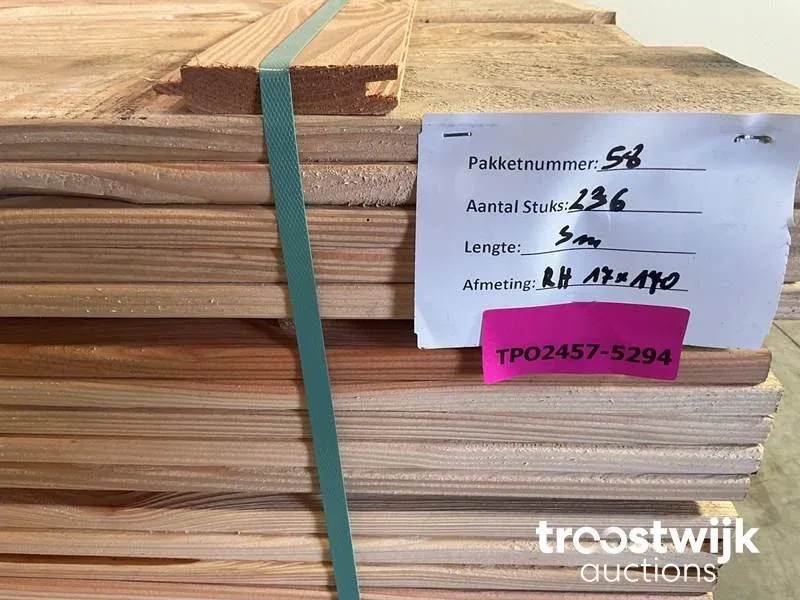 Pakketnummer: 58
Aantal Stuks: 236
Lengte: 5m
Afmeting: RH 17x140
TPO2457-5294
troostwijk
auctions